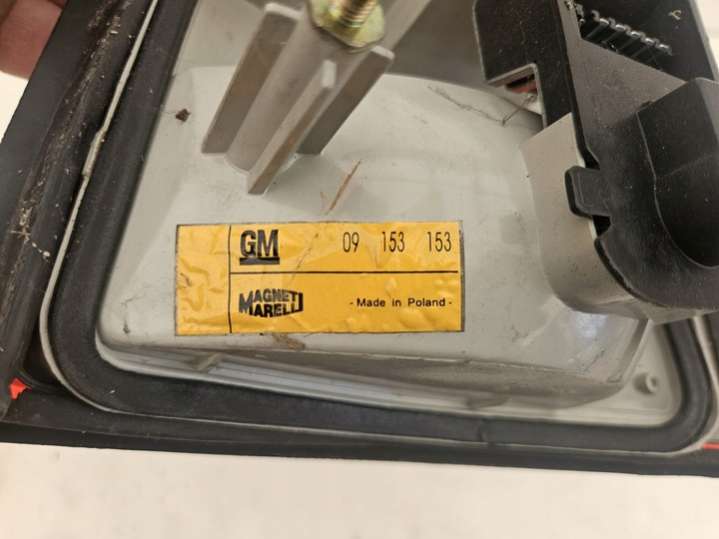 GM 09 153 153
MAGNETI MARELLI - Made in Poland -